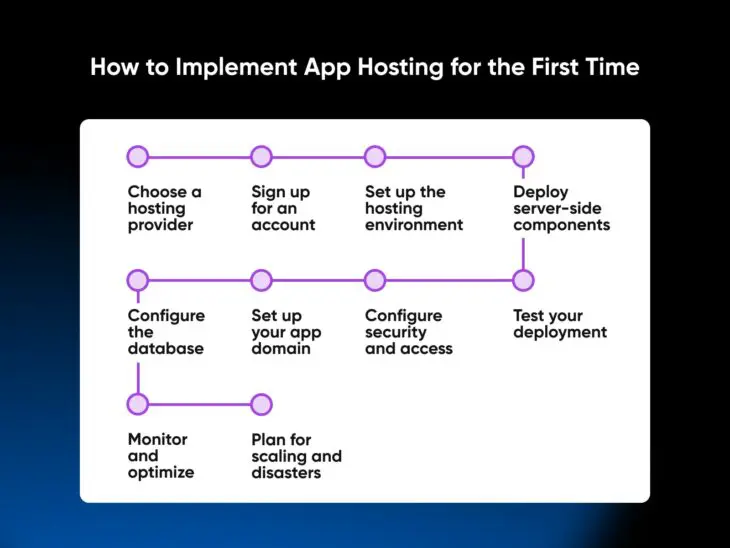 How to Implement App Hosting for the First Time
Choose a
hosting
provider
Sign up
for an
account
Set up the
hosting
environment
Deploy
server-side
components
Configure
the
database
Set up
your app
domain
Configure
security
and access
Test your
deployment
Monitor
and
optimize
Plan for
scaling and
disasters